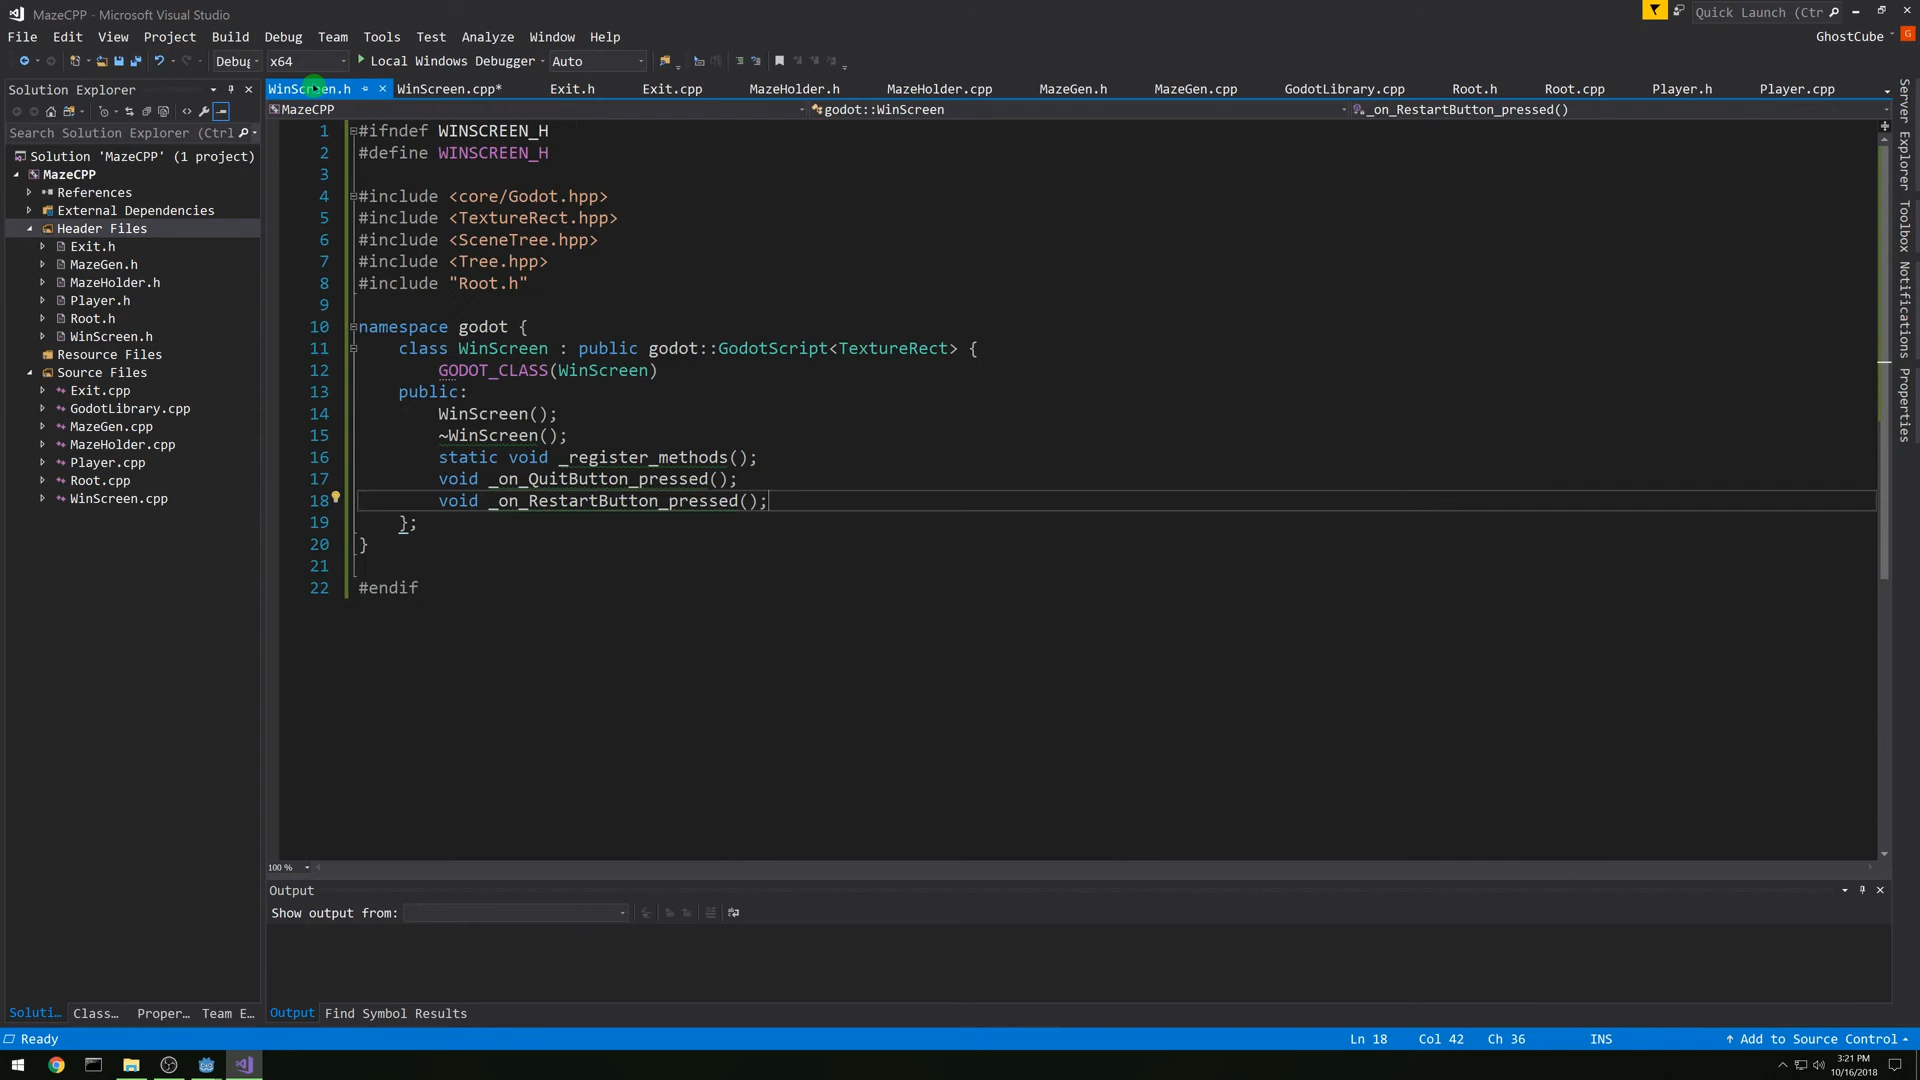 MazeCPP - Microsoft Visual Studio
Quick Launch (Ctr
File Edit View Project Build Debug Team Tools Test Analyze Window Help
GhostCube
G
Debug x64 Local Windows Debugger Auto
Solution Explorer
Search Solution Explorer (Ctrl
Solution 'MazeCPP' (1 project)
MazeCPP
References
External Dependencies
Header Files
Exit.h
MazeGen.h
MazeHolder.h
Player.h
Root.h
WinScreen.h
Resource Files
Source Files
Exit.cpp
GodotLibrary.cpp
MazeGen.cpp
MazeHolder.cpp
Player.cpp
Root.cpp
WinScreen.cpp
Soluti... Class... Proper... Team E...
WinScreen.h WinScreen.cpp* Exit.h Exit.cpp MazeHolder.h MazeHolder.cpp MazeGen.h MazeGen.cpp GodotLibrary.cpp Root.h Root.cpp Player.h Player.cpp
MazeCPP godot::WinScreen _on_RestartButton_pressed()
1 #ifndef WINSCREEN_H
2 #define WINSCREEN_H
3
4 #include <core/Godot.hpp>
5 #include <TextureRect.hpp>
6 #include <SceneTree.hpp>
7 #include <Tree.hpp>
8 #include "Root.h"
9
10 namespace godot {
11 class WinScreen : public godot::GodotScript<TextureRect> {
12 GODOT_CLASS(WinScreen)
13 public:
14 WinScreen();
15 ~WinScreen();
16 static void _register_methods();
17 void _on_QuitButton_pressed();
18 void _on_RestartButton_pressed();
19 };
20 }
21
22 #endif
100 %
Output
Show output from:
Output Find Symbol Results
Server Explorer
Toolbox
Notifications
Properties
Ready Ln 18 Col 42 Ch 36 INS Add to Source Control
3:21 PM
10/16/2018